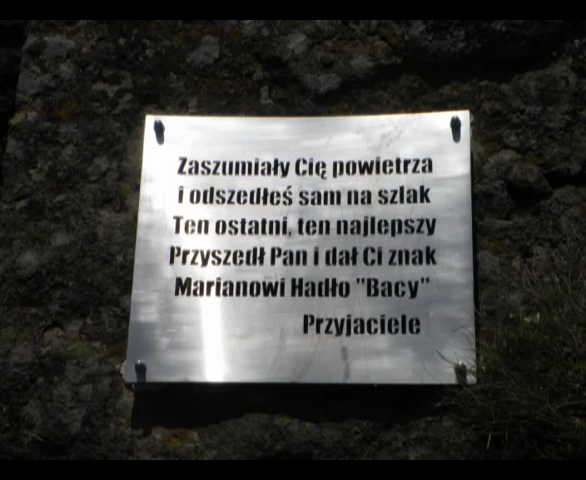 Zaszumiały Cię powietrza
i odszedłeś sam na szlak
Ten ostatni, ten najlepszy
Przyszedł Pan i dał Ci znak
Marianowi Hadło "Bacy"
Przyjaciele